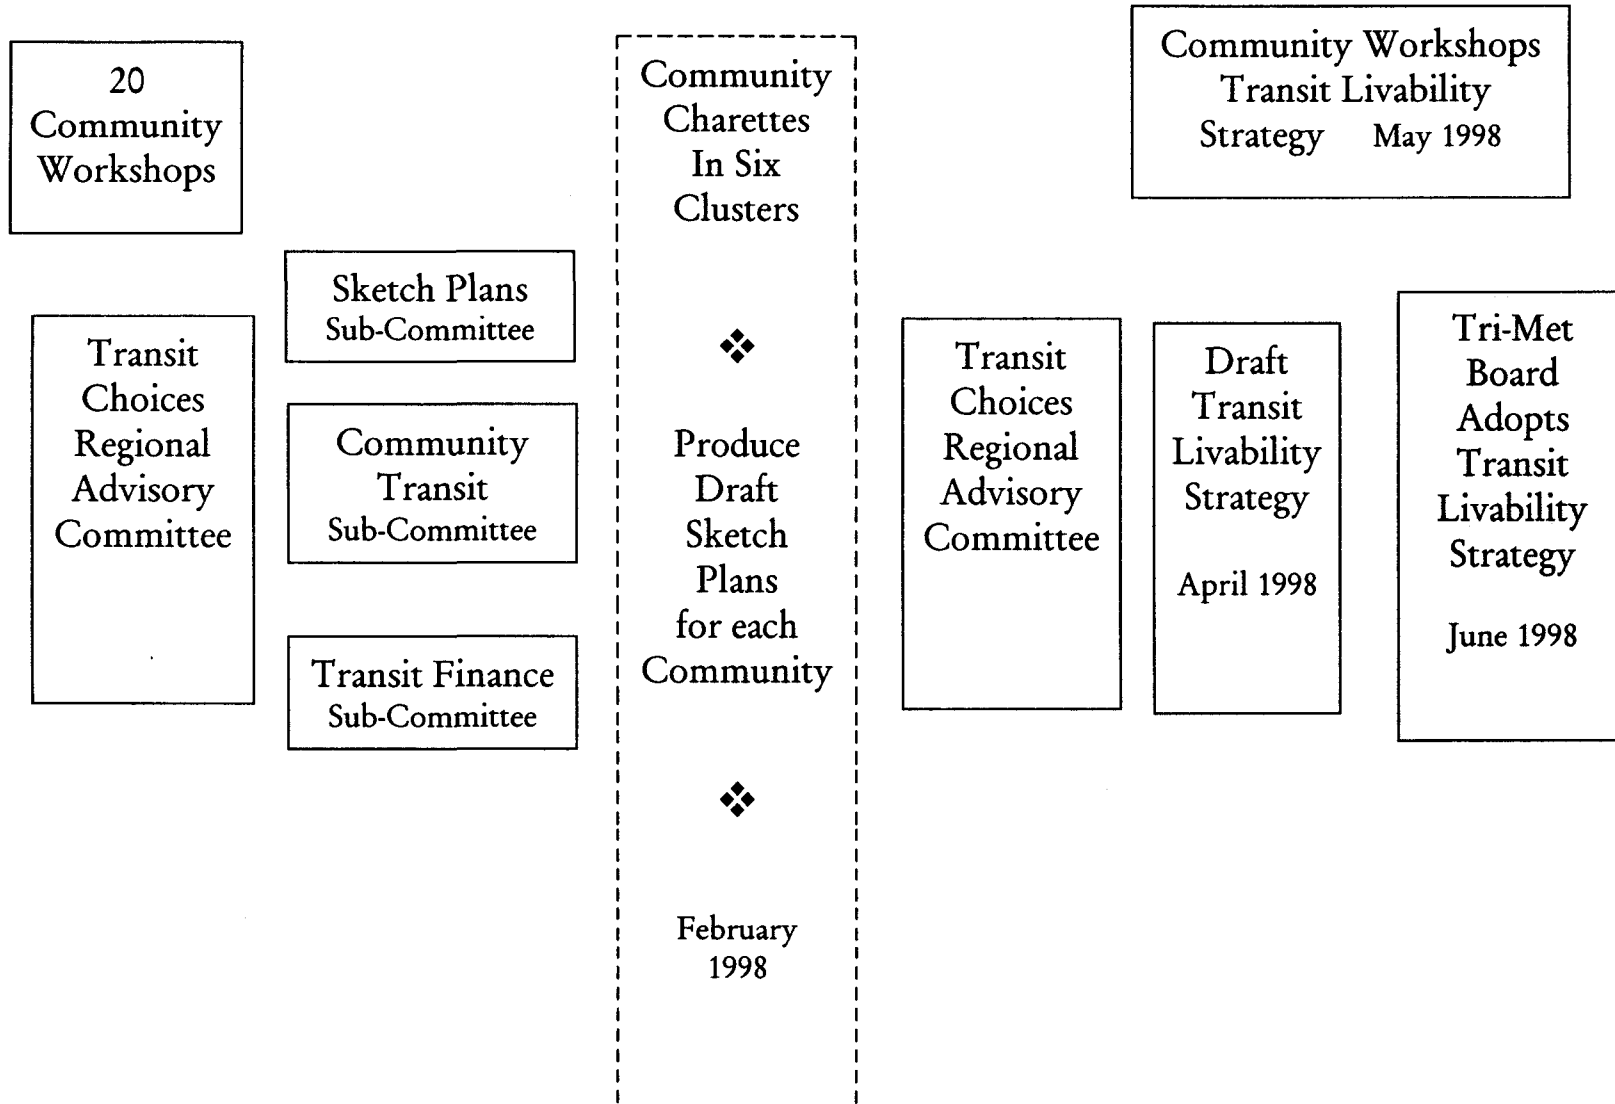 20
Community
Workshops
Transit
Choices
Regional
Advisory
Committee
Sketch Plans
Sub-Committee
Community
Transit
Sub-Committee
Transit Finance
Sub-Committee
Community
Charettes
In Six
Clusters
Produce
Draft
Sketch
Plans
for each
Community
February
1998
Community Workshops
Transit Livability
Strategy May 1998
Transit
Choices
Regional
Advisory
Committee
Draft
Transit
Livability
Strategy
April 1998
Tri-Met
Board
Adopts
Transit
Livability
Strategy
June 1998